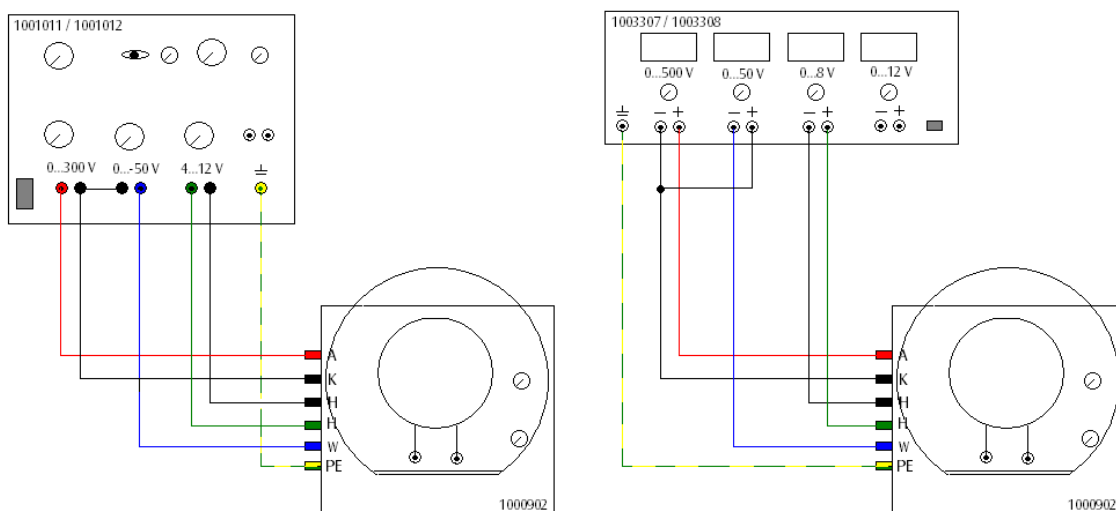 1001011 / 1001012
0...300 V 0...-50 V 4...12 V
A
K
H
H
W
PE
1000902
1003307 / 1003308
0...500 V 0...50 V 0...8 V 0...12 V
− + − + − + − +
A
K
H
H
W
PE
1000902